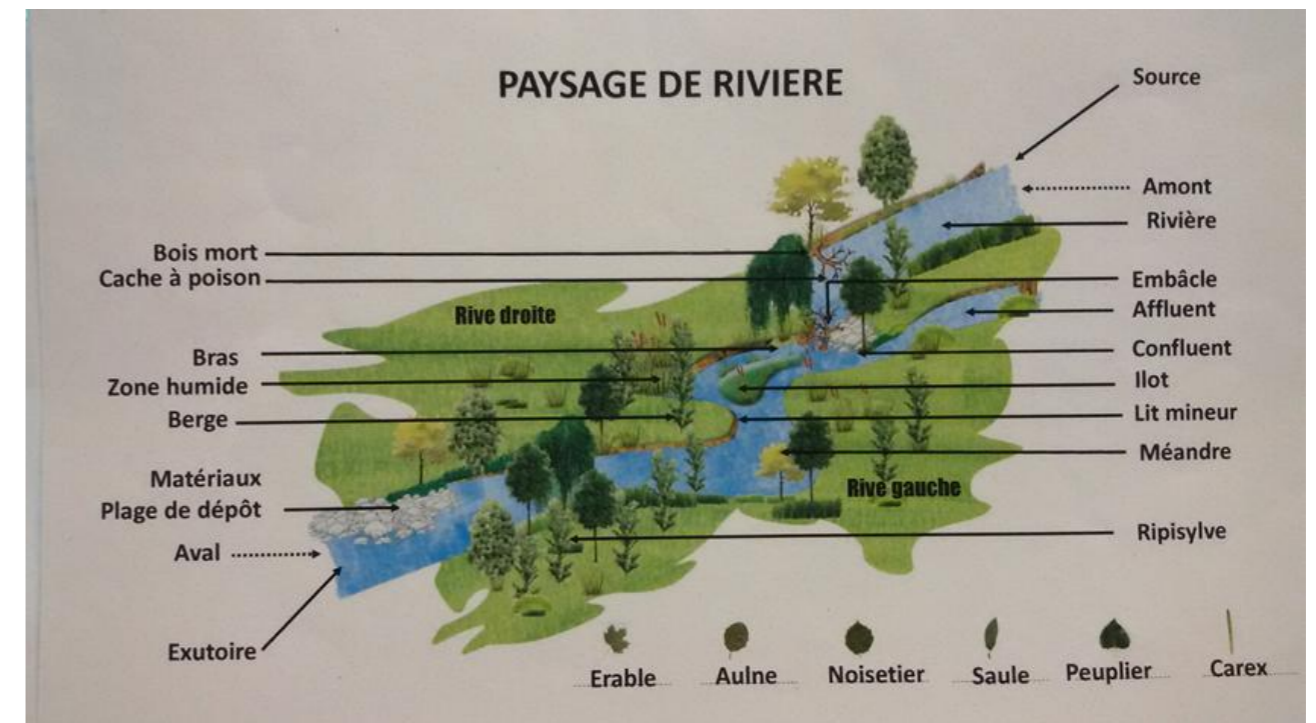 PAYSAGE DE RIVIERE
Source
Amont
Rivière
Bois mort
Cache à poison
Embâcle
Affluent
Rive droite
Bras
Zone humide
Berge
Confluent
Ilot
Lit mineur
Méandre
Matériaux
Plage de dépôt
Rive gauche
Aval
Ripisylve
Exutoire
Erable
Aulne
Noisetier
Saule
Peuplier
Carex